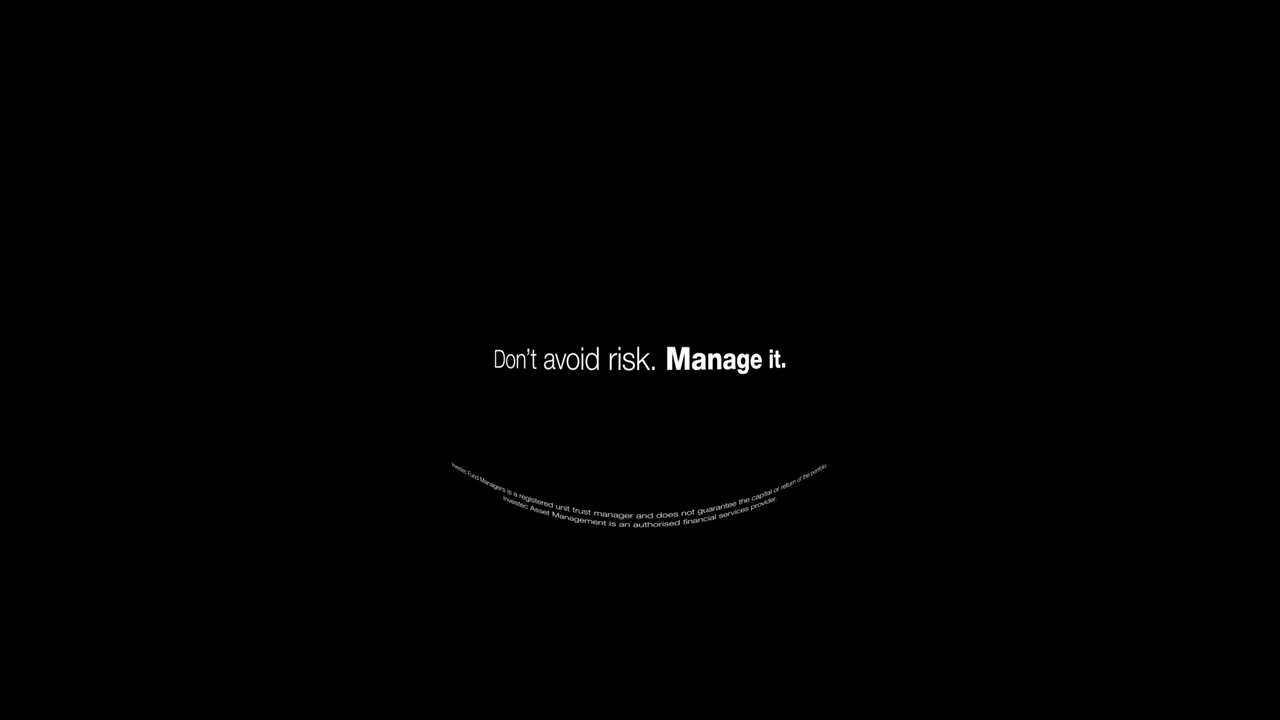 Don't avoid risk. Manage it.
Investec Fund Managers is a registered unit trust manager and does not guarantee the capital or return of the portfolio
Investec Asset Management is an authorised financial services provider.